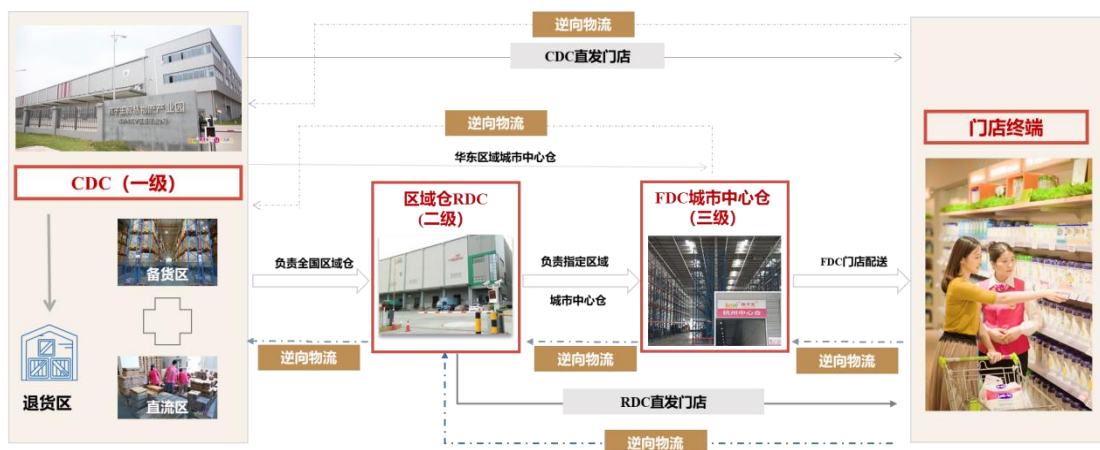 逆向物流
CDC直发门店
逆向物流
华东区域城市中心仓
CDC（一级）
备货区
直流区
退货区
负责全国区域仓
区域仓RDC
(二级)
负责指定区域
城市中心仓
FDC城市中心仓
(三级)
杭州中心仓
FDC门店配送
门店终端
逆向物流
逆向物流
逆向物流
RDC直发门店
逆向物流